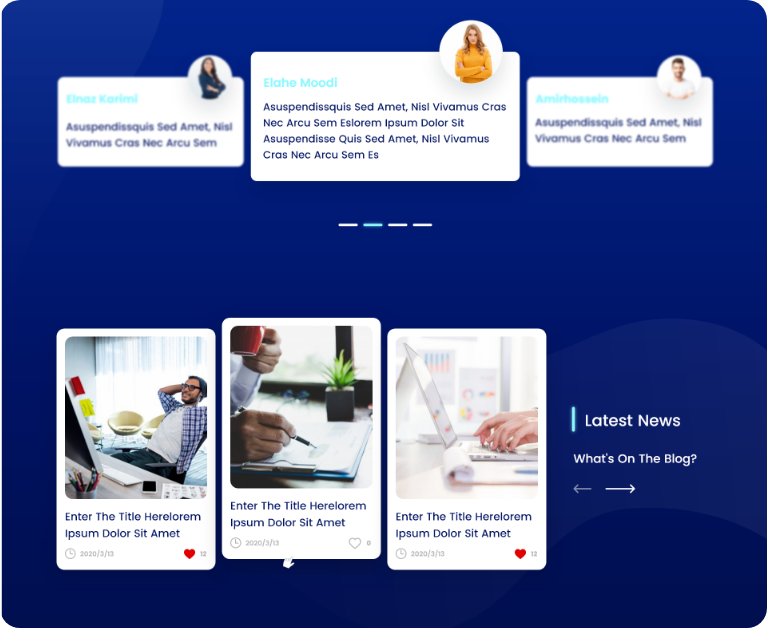 Einaz Karimi
Asuspendissquis Sed Amet, Nisl
Vivamus Cras Nec Arcu Sem
Elahe Moodi
Asuspendissquis Sed Amet, Nisl Vivamus Cras
Nec Arcu Sem Eslorem Ipsum Dolor Sit
Asuspendisse Quis Sed Amet, Nisl Vivamus
Cras Nec Arcu Sem Es
Amirhossein
Asuspendissquis Sed Amet, Nisl
Vivamus Cras Nec Arcu Sem
Enter The Title Herelorem
Ipsum Dolor Sit Amet
2020/3/13
12
Enter The Title Herelorem
Ipsum Dolor Sit Amet
2020/3/13
0
Enter The Title Herelorem
Ipsum Dolor Sit Amet
2020/3/13
12
Latest News
What's On The Blog?